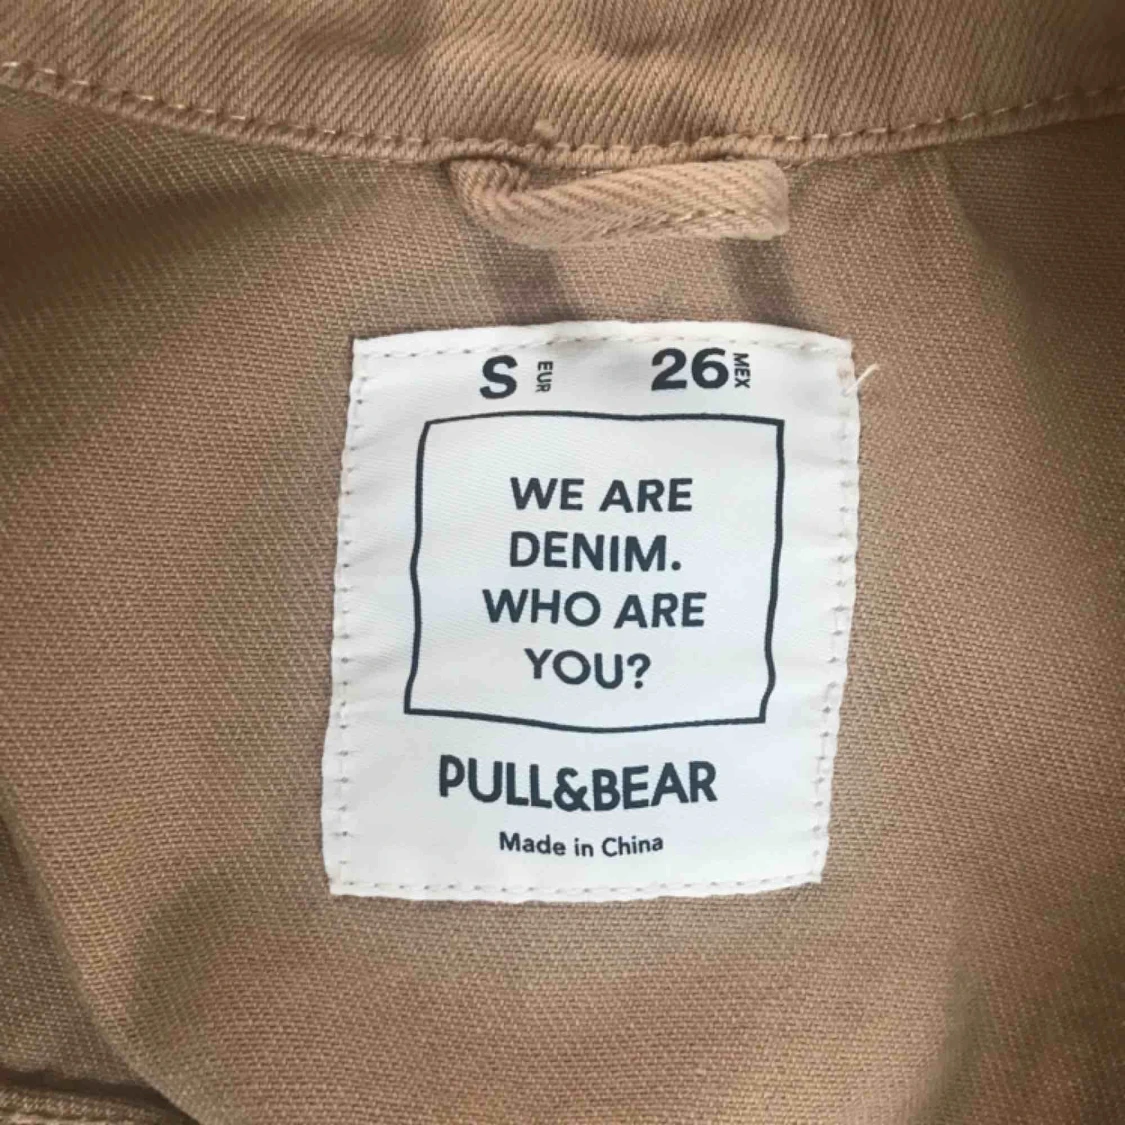 S EUR 26 MEX
WE ARE
DENIM.
WHO ARE
YOU?
PULL&BEAR
Made in China